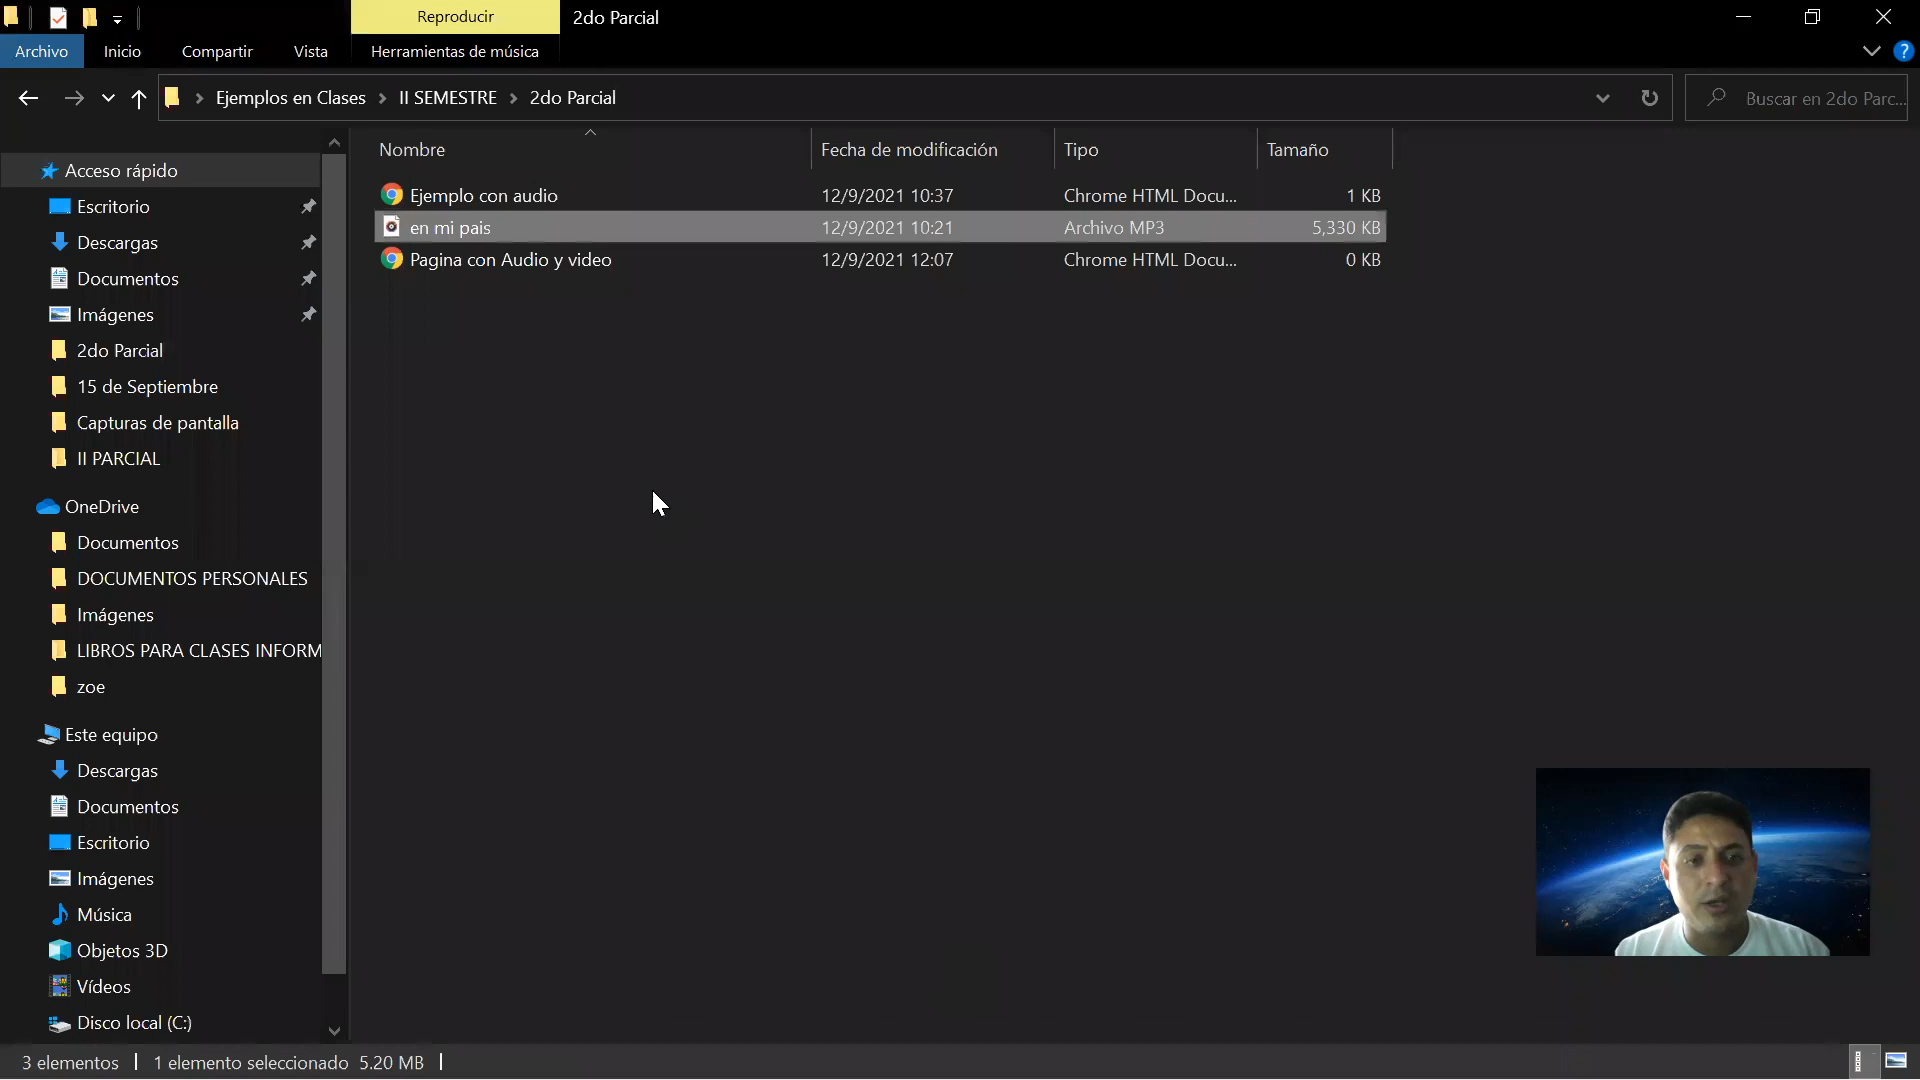 Reproducir
2do Parcial
Archivo
Inicio
Compartir
Vista
Herramientas de música
?
Ejemplos en Clases
II SEMESTRE
2do Parcial
Buscar en 2do Parc...
Nombre
Fecha de modificación
Tipo
Tamaño
Ejemplo con audio
12/9/2021 10:37
Chrome HTML Docu...
1 KB
en mi pais
12/9/2021 10:21
Archivo MP3
5,330 KB
Pagina con Audio y video
12/9/2021 12:07
Chrome HTML Docu...
0 KB
Acceso rápido
Escritorio
Descargas
Documentos
Imágenes
2do Parcial
15 de Septiembre
Capturas de pantalla
II PARCIAL
OneDrive
Documentos
DOCUMENTOS PERSONALES
Imágenes
LIBROS PARA CLASES INFORM
zoe
Este equipo
Descargas
Documentos
Escritorio
Imágenes
Música
Objetos 3D
Vídeos
Disco local (C:)
3 elementos
1 elemento seleccionado 5.20 MB